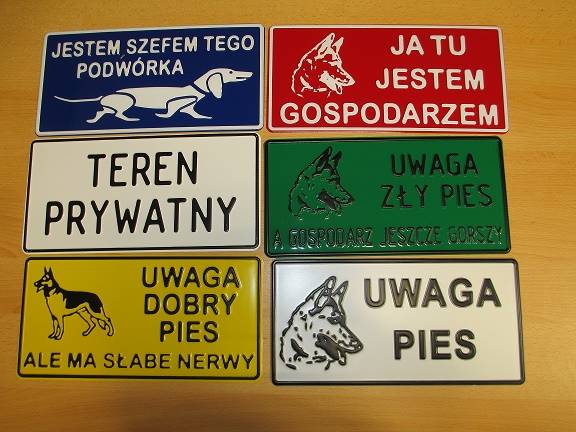 JESTEM SZEFEM TEGO
PODWÓRKA
JA TU
JESTEM
GOSPODARZEM
TEREN
PRYWATNY
UWAGA
ZŁY PIES
A GOSPODARZ JESZCZE GORSZY
UWAGA
DOBRY
PIES
ALE MA SŁABE NERWY
UWAGA
PIES